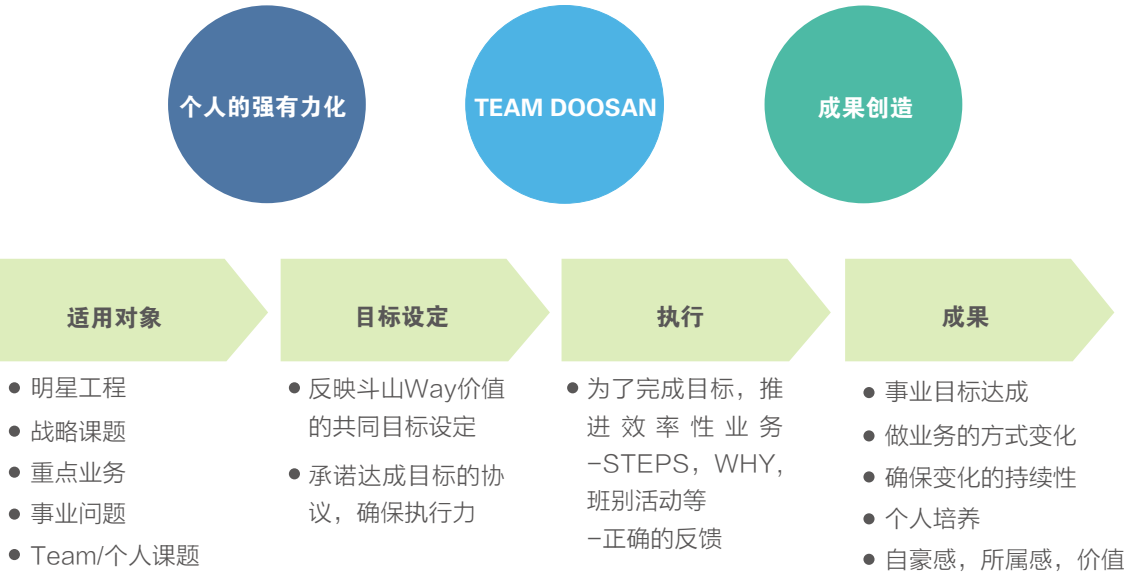 个人的强有力化
TEAM DOOSAN
成果创造
适用对象
● 明星工程
● 战略课题
● 重点业务
● 事业问题
● Team/个人课题
目标设定
● 反映斗山Way价值
的共同目标设定
● 承诺达成目标的协
议，确保执行力
执行
● 为了完成目标，推
进效率性业务
-STEPS，WHY，
班别活动等
-正确的反馈
成果
● 事业目标达成
● 做业务的方式变化
● 确保变化的持续性
● 个人培养
● 自豪感，所属感，价值